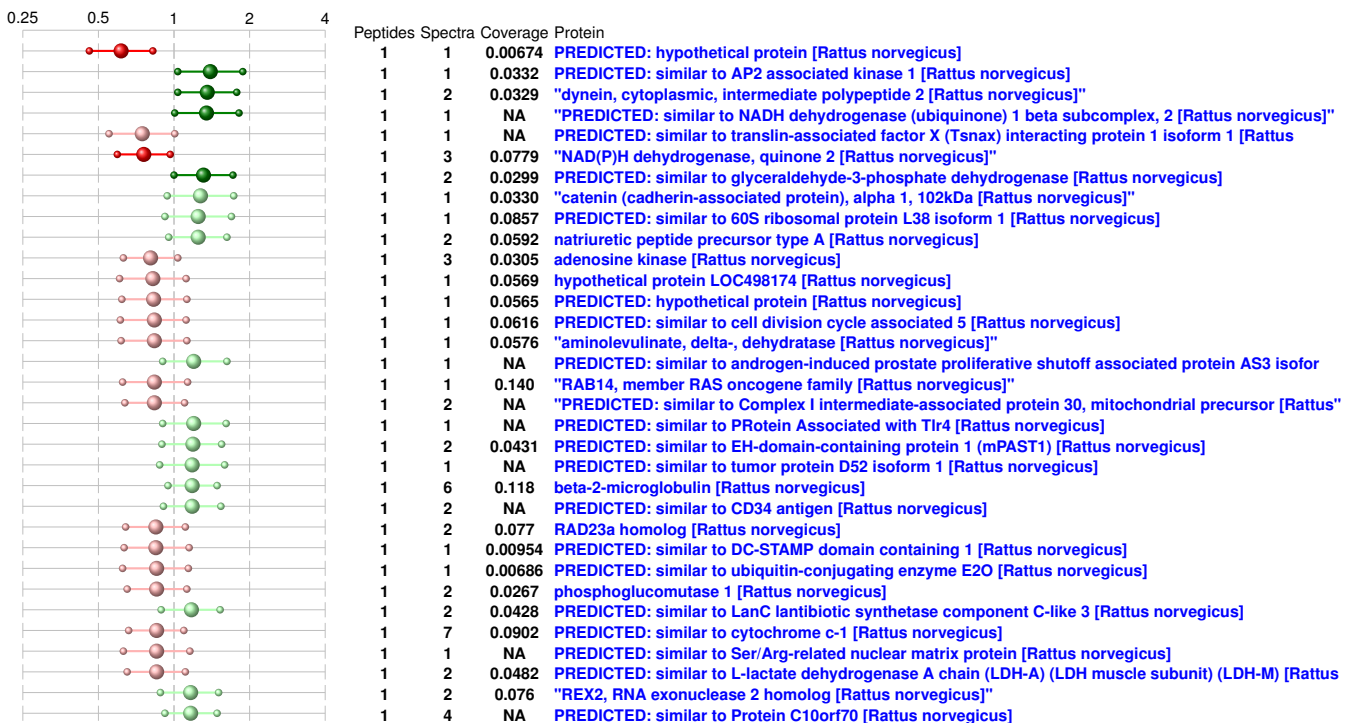 0.25 0.5 1 2 4
Peptides Spectra Coverage Protein
1 1 0.00674 PREDICTED: hypothetical protein [Rattus norvegicus]
1 1 0.0332 PREDICTED: similar to AP2 associated kinase 1 [Rattus norvegicus]
1 2 0.0329 "dynein, cytoplasmic, intermediate polypeptide 2 [Rattus norvegicus]"
1 1 NA "PREDICTED: similar to NADH dehydrogenase (ubiquinone) 1 beta subcomplex, 2 [Rattus norvegicus]"
1 1 NA PREDICTED: similar to translin-associated factor X (Tsnax) interacting protein 1 isoform 1 [Rattus
1 3 0.0779 "NAD(P)H dehydrogenase, quinone 2 [Rattus norvegicus]"
1 2 0.0299 PREDICTED: similar to glyceraldehyde-3-phosphate dehydrogenase [Rattus norvegicus]
1 1 0.0330 "catenin (cadherin-associated protein), alpha 1, 102kDa [Rattus norvegicus]"
1 1 0.0857 PREDICTED: similar to 60S ribosomal protein L38 isoform 1 [Rattus norvegicus]
1 2 0.0592 natriuretic peptide precursor type A [Rattus norvegicus]
1 3 0.0305 adenosine kinase [Rattus norvegicus]
1 1 0.0569 hypothetical protein LOC498174 [Rattus norvegicus]
1 1 0.0565 PREDICTED: hypothetical protein [Rattus norvegicus]
1 1 0.0616 PREDICTED: similar to cell division cycle associated 5 [Rattus norvegicus]
1 1 0.0576 "aminolevulinate, delta-, dehydratase [Rattus norvegicus]"
1 1 NA PREDICTED: similar to androgen-induced prostate proliferative shutoff associated protein AS3 isofor
1 1 0.140 "RAB14, member RAS oncogene family [Rattus norvegicus]"
1 2 NA "PREDICTED: similar to Complex I intermediate-associated protein 30, mitochondrial precursor [Rattus"
1 1 NA PREDICTED: similar to PRotein Associated with Tlr4 [Rattus norvegicus]
1 2 0.0431 PREDICTED: similar to EH-domain-containing protein 1 (mPAST1) [Rattus norvegicus]
1 1 NA PREDICTED: similar to tumor protein D52 isoform 1 [Rattus norvegicus]
1 6 0.118 beta-2-microglobulin [Rattus norvegicus]
1 2 NA PREDICTED: similar to CD34 antigen [Rattus norvegicus]
1 2 0.077 RAD23a homolog [Rattus norvegicus]
1 1 0.00954 PREDICTED: similar to DC-STAMP domain containing 1 [Rattus norvegicus]
1 1 0.00686 PREDICTED: similar to ubiquitin-conjugating enzyme E2O [Rattus norvegicus]
1 2 0.0267 phosphoglucomutase 1 [Rattus norvegicus]
1 2 0.0428 PREDICTED: similar to LanC lantibiotic synthetase component C-like 3 [Rattus norvegicus]
1 7 0.0902 PREDICTED: similar to cytochrome c-1 [Rattus norvegicus]
1 1 NA PREDICTED: similar to Ser/Arg-related nuclear matrix protein [Rattus norvegicus]
1 2 0.0482 PREDICTED: similar to L-lactate dehydrogenase A chain (LDH-A) (LDH muscle subunit) (LDH-M) [Rattus
1 2 0.076 "REX2, RNA exonuclease 2 homolog [Rattus norvegicus]"
1 4 NA PREDICTED: similar to Protein C10orf70 [Rattus norvegicus]